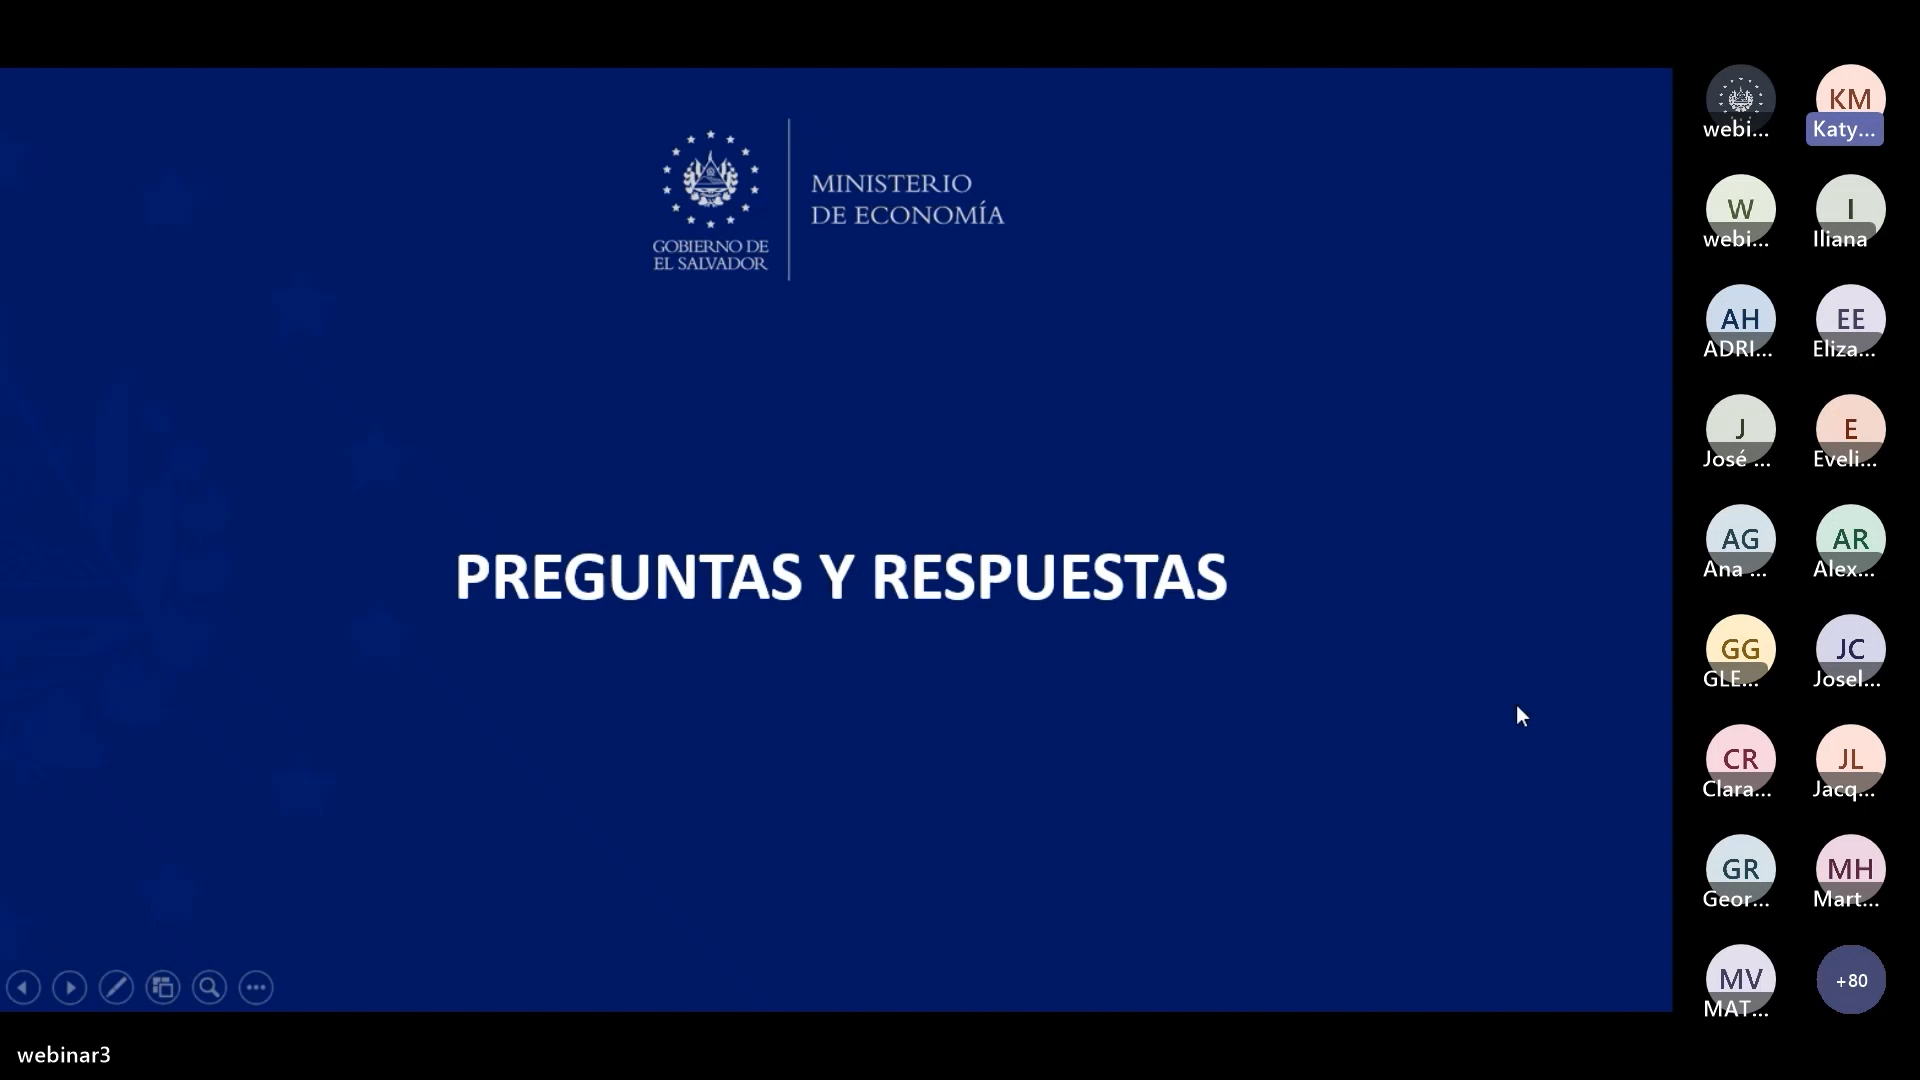 GOBIERNO DE
EL SALVADOR
MINISTERIO
DE ECONOMÍA
PREGUNTAS Y RESPUESTAS
webi...
KM
Katy...
W
webi...
I
Iliana
AH
ADRI...
EE
Eliza...
J
José ...
E
Eveli...
AG
Ana ...
AR
Alex...
GG
GLE...
JC
Josel...
CR
Clara...
JL
Jacq...
GR
Geor...
MH
Mart...
MV
MAT...
+80
webinar3